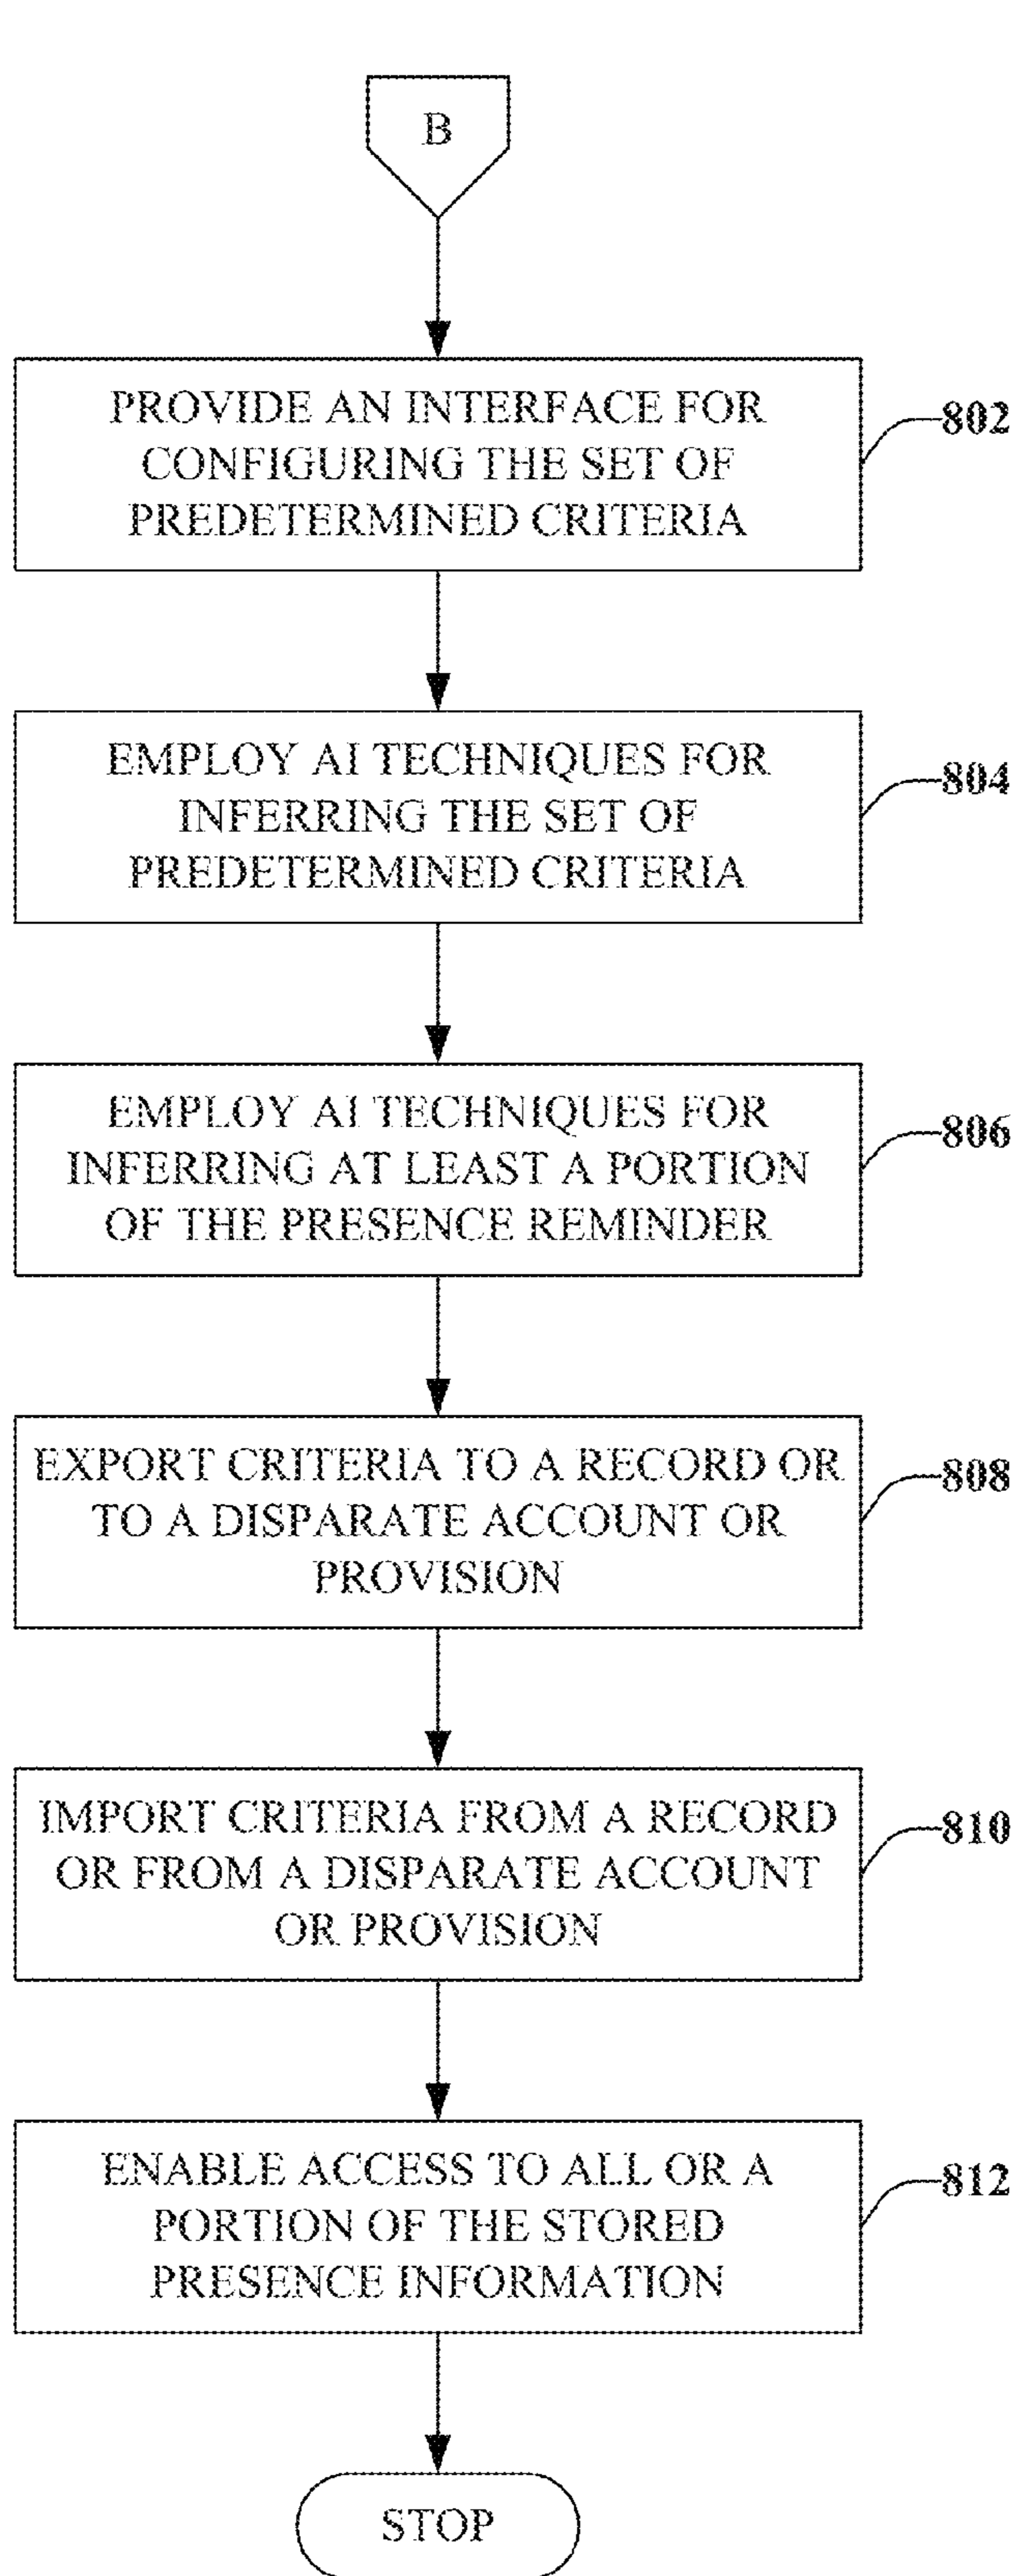 B
PROVIDE AN INTERFACE FOR
CONFIGURING THE SET OF
PREDETERMINED CRITERIA
802
EMPLOY AI TECHNIQUES FOR
INFERRING THE SET OF
PREDETERMINED CRITERIA
804
EMPLOY AI TECHNIQUES FOR
INFERRING AT LEAST A PORTION
OF THE PRESENCE REMINDER
806
EXPORT CRITERIA TO A RECORD OR
TO A DISPARATE ACCOUNT OR
PROVISION
808
IMPORT CRITERIA FROM A RECORD
OR FROM A DISPARATE ACCOUNT
OR PROVISION
810
ENABLE ACCESS TO ALL OR A
PORTION OF THE STORED
PRESENCE INFORMATION
812
STOP